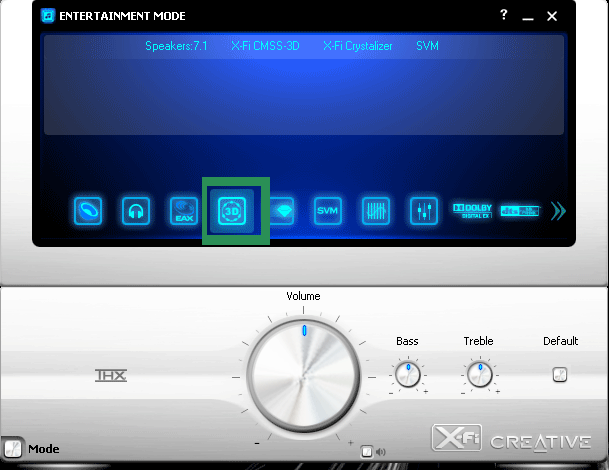 ENTERTAINMENT MODE ?
Speakers:7.1 X-Fi CMSS-3D X-Fi Crystalizer SVM
EAX 3D SVM DOLBY
DIGITAL EX
Volume
Bass Treble Default
THX
- + - +
- +
Mode X-Fi CREATIVE